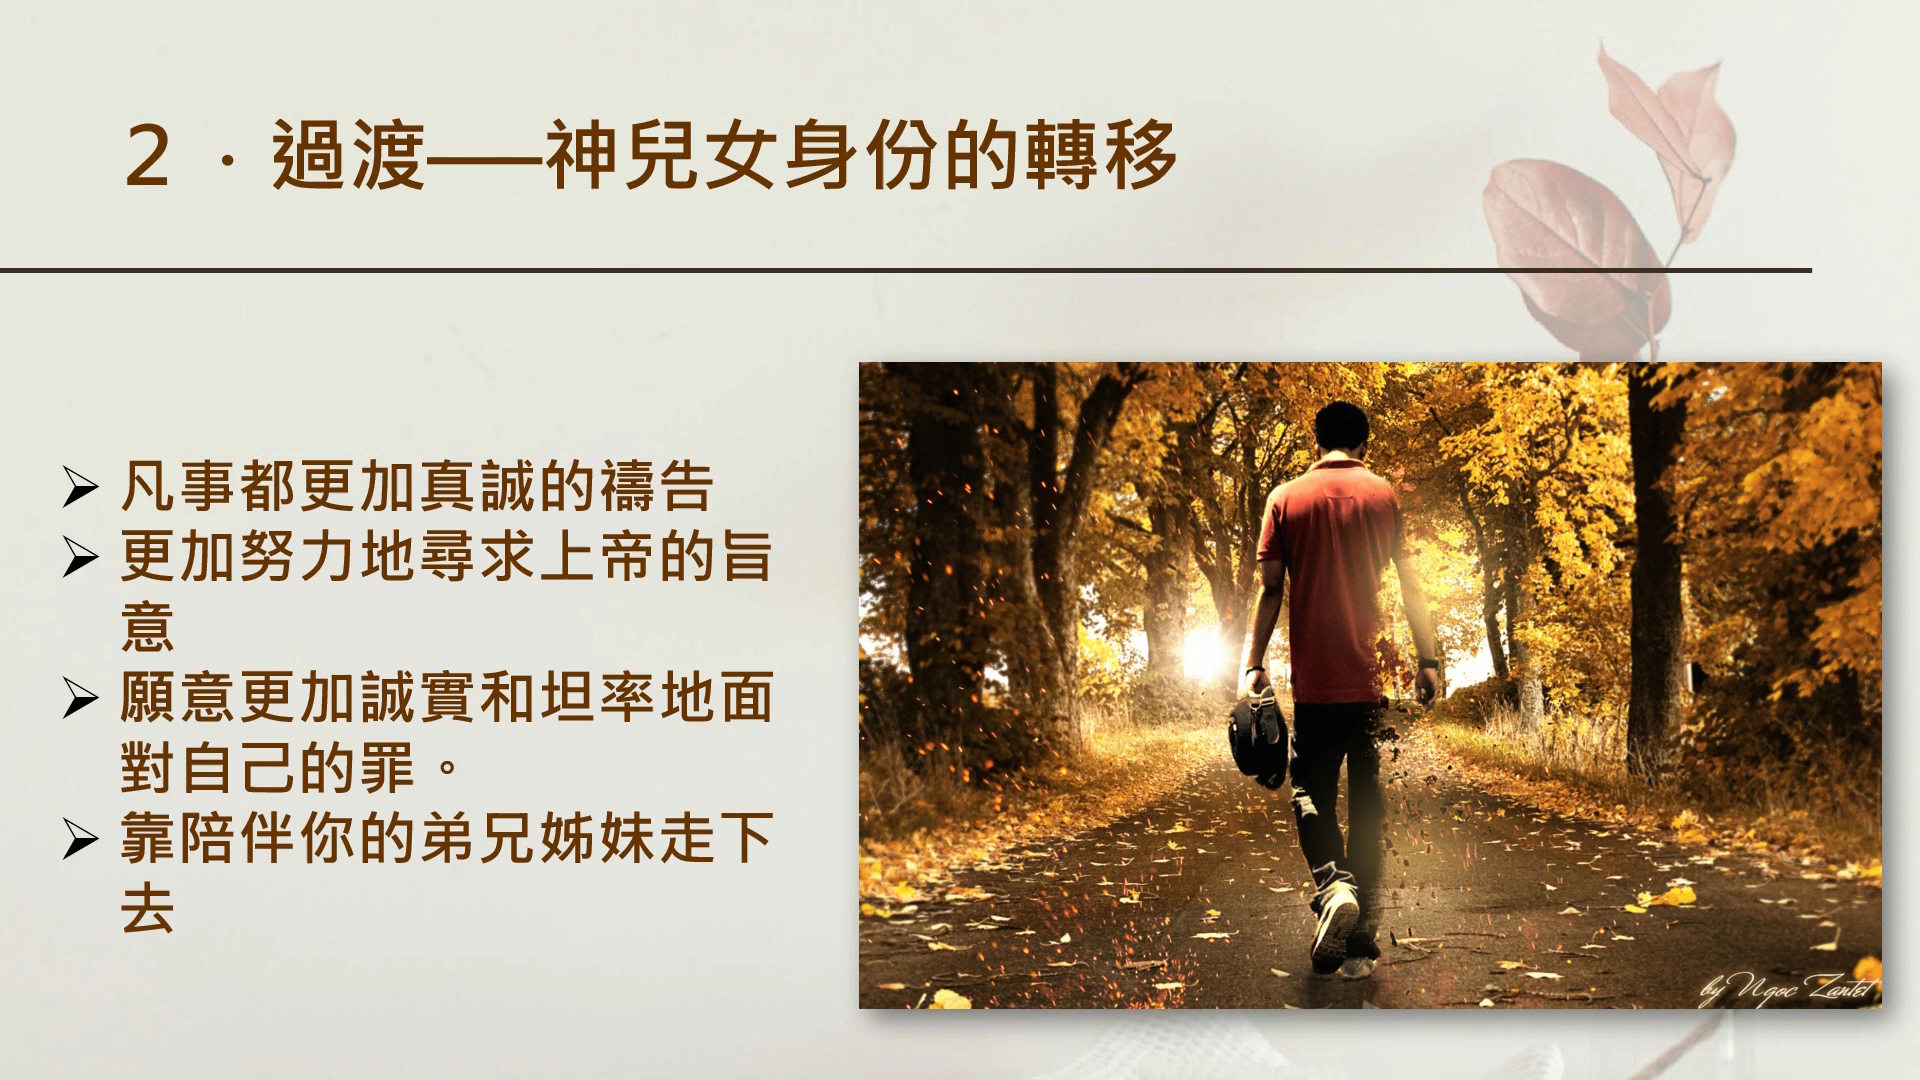 2．過渡──神兒女身份的轉移
➢ 凡事都更加真誠的禱告
➢ 更加努力地尋求上帝的旨
意
➢ 願意更加誠實和坦率地面
對自己的罪。
➢ 靠陪伴你的弟兄姊妹走下
去
by Ngoc Zantet